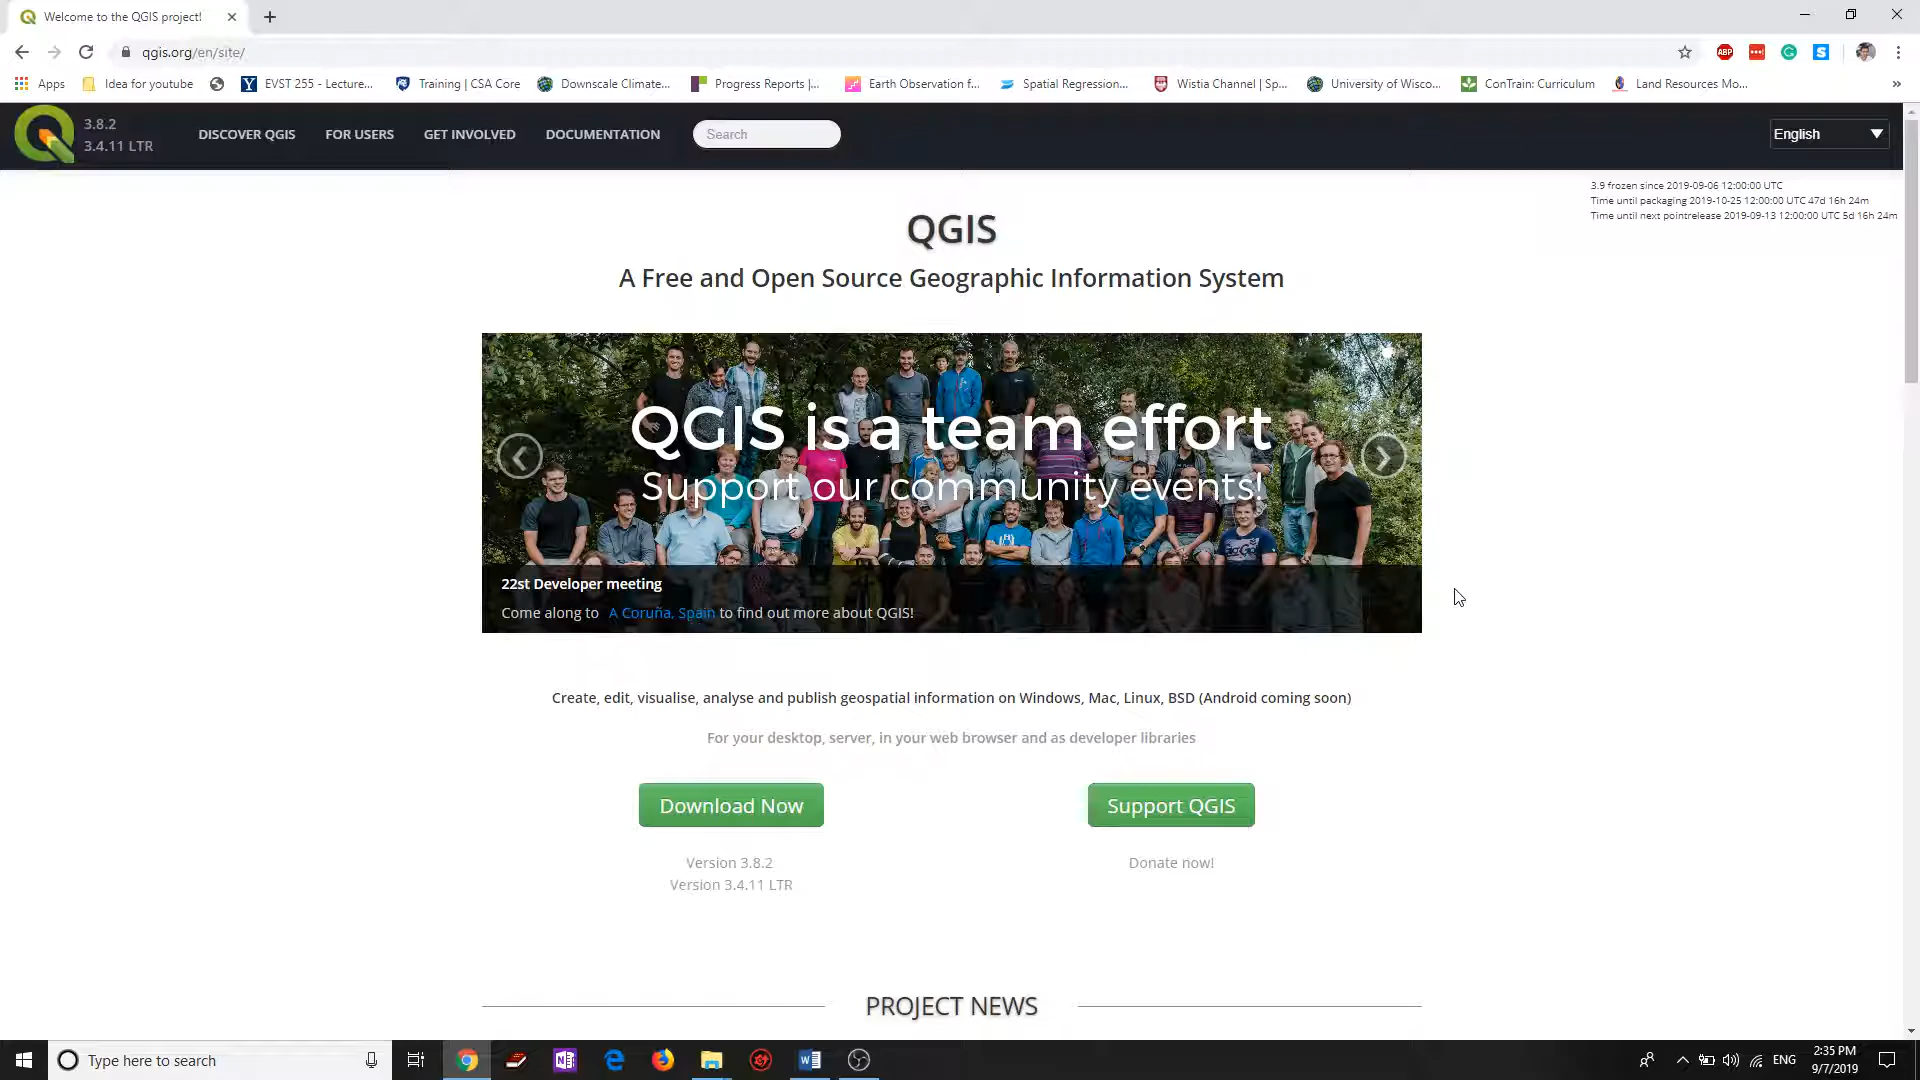 Welcome to the QGIS project!
qgis.org/en/site/
ABP
Apps
Idea for youtube
EVST 255 - Lecture...
Training | CSA Core
Downscale Climate...
Progress Reports |...
Earth Observation f...
Spatial Regression...
Wistia Channel | Sp...
University of Wisco...
ConTrain: Curriculum
Land Resources Mo...
3.8.2
3.4.11 LTR
DISCOVER QGIS
FOR USERS
GET INVOLVED
DOCUMENTATION
Search
English
3.9 frozen since 2019-09-06 12:00:00 UTC
Time until packaging 2019-10-25 12:00:00 UTC 47d 16h 24m
Time until next pointrelease 2019-09-13 12:00:00 UTC 5d 16h 24m
QGIS
A Free and Open Source Geographic Information System
QGIS is a team effort
Support our community events!
22st Developer meeting
Come along to A Coruña, Spain to find out more about QGIS!
Create, edit, visualise, analyse and publish geospatial information on Windows, Mac, Linux, BSD (Android coming soon)
For your desktop, server, in your web browser and as developer libraries
Download Now
Support QGIS
Version 3.8.2
Donate now!
Version 3.4.11 LTR
PROJECT NEWS
Type here to search
ENG
2:35 PM
9/7/2019